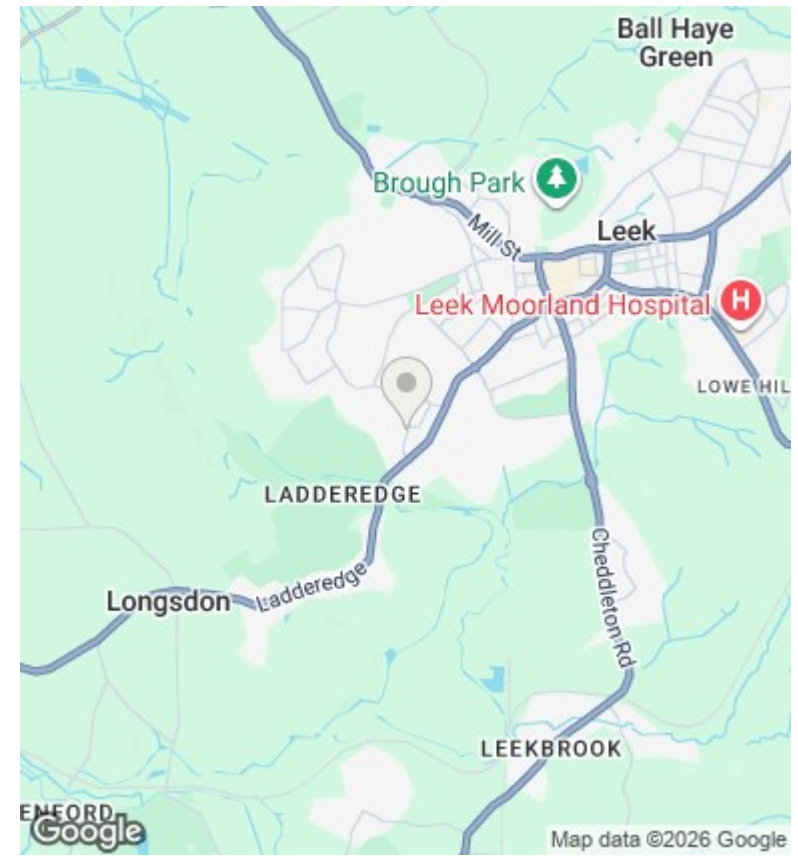 Ball Haye
Green
Brough Park
Mill St
Leek
Leek Moorland Hospital
H
LOWE HIL
LADDEREDGE
Ladderedge
Longsdon
Cheddleton Rd
LEEKBROOK
ENFORD
Google
Map data ©2026 Google